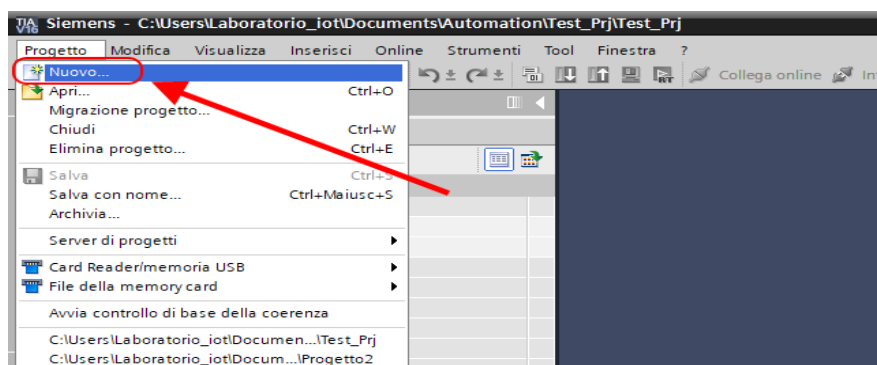 TIA V16 Siemens - C:\Users\Laboratorio_iot\Documents\Automation\Test_Prj\Test_Prj
Progetto Modifica Visualizza Inserisci Online Strumenti Tool Finestra ?
Nuovo...
Collega online
Apri... Ctrl+O
Migrazione progetto...
Chiudi Ctrl+W
Elimina progetto... Ctrl+E
Salva Ctrl+S
Salva con nome... Ctrl+Maiusc+S
Archivia...
Server di progetti
Card Reader/memoria USB
File della memory card
Avvia controllo di base della coerenza
C:\Users\Laboratorio_iot\Documen...\Test_Prj
C:\Users\Laboratorio_iot\Docum...\Progetto2